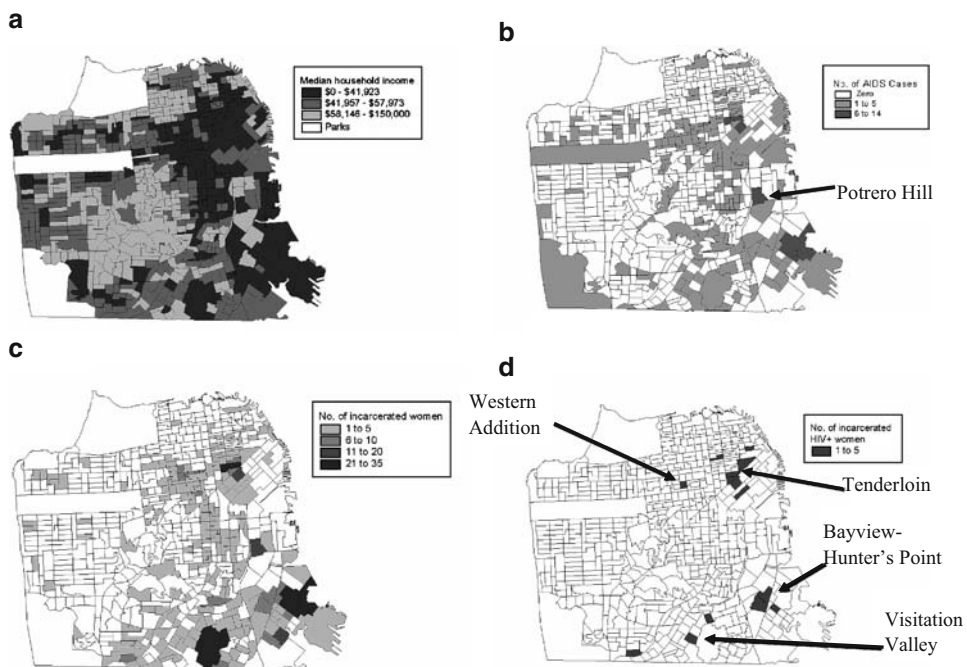 a
Median household income
$0 - $41,923
$41,957 - $57,973
$58,146 - $150,000
Parks
b
No. of AIDS Cases
Zero
1 to 5
6 to 14
Potrero Hill
c
No. of incarcerated women
1 to 5
6 to 10
11 to 20
21 to 35
d
Western
Addition
No. of incarcerated
HIV+ women
1 to 5
Tenderloin
Bayview-
Hunter's Point
Visitation
Valley